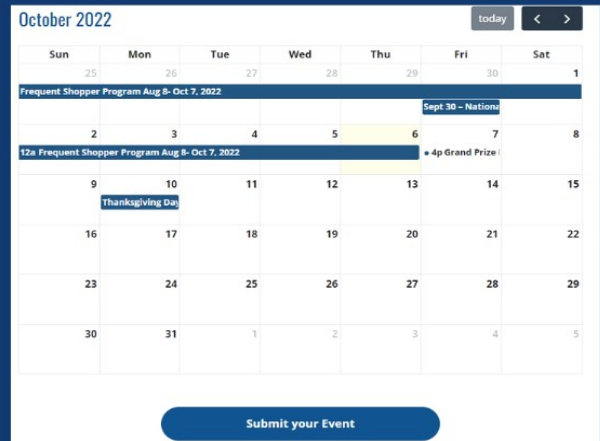 October 2022
today
Sun Mon Tue Wed Thu Fri Sat
25 26 27 28 29 30 1
Frequent Shopper Program Aug 8- Oct 7, 2022
Sept 30 – Nationa
2 3 4 5 6 7 8
12a Frequent Shopper Program Aug 8- Oct 7, 2022
4p Grand Prize
9 10 11 12 13 14 15
Thanksgiving Day
16 17 18 19 20 21 22
23 24 25 26 27 28 29
30 31 1 2 3 4 5
Submit your Event